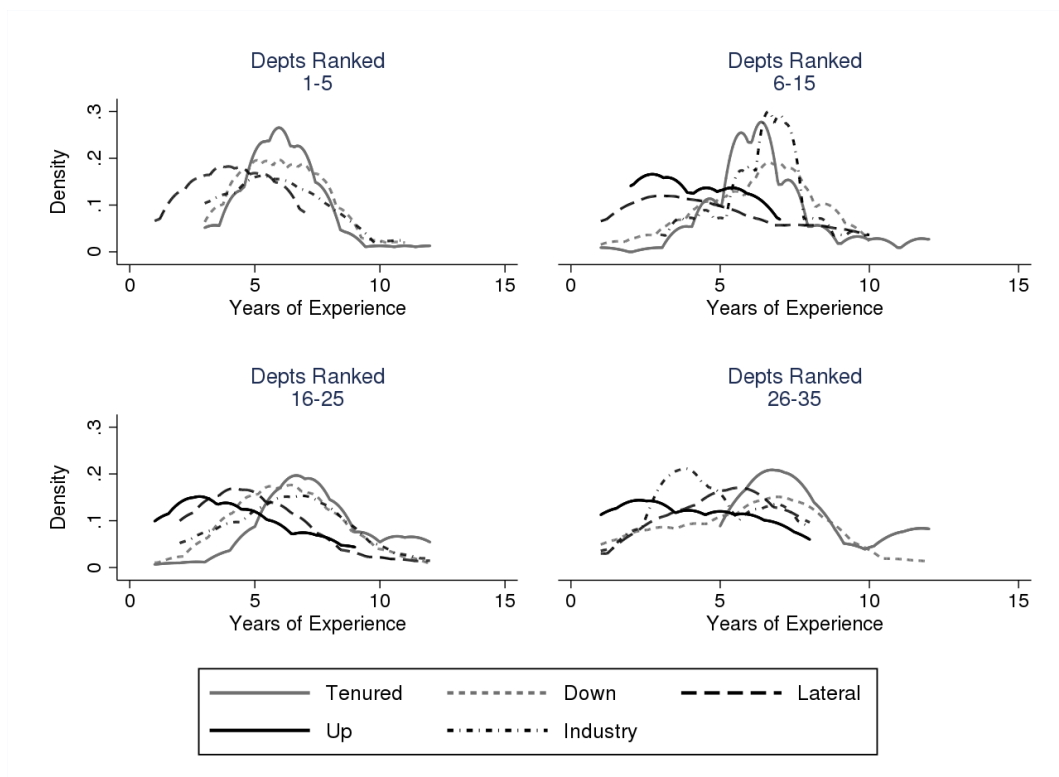 Depts Ranked
1-5
Density
0
.1
.2
.3
0
5
10
15
Years of Experience
Depts Ranked
6-15
0
5
10
15
Years of Experience
Depts Ranked
16-25
Density
0
.1
.2
.3
0
5
10
15
Years of Experience
Depts Ranked
26-35
0
5
10
15
Years of Experience
Tenured
Down
Lateral
Up
Industry